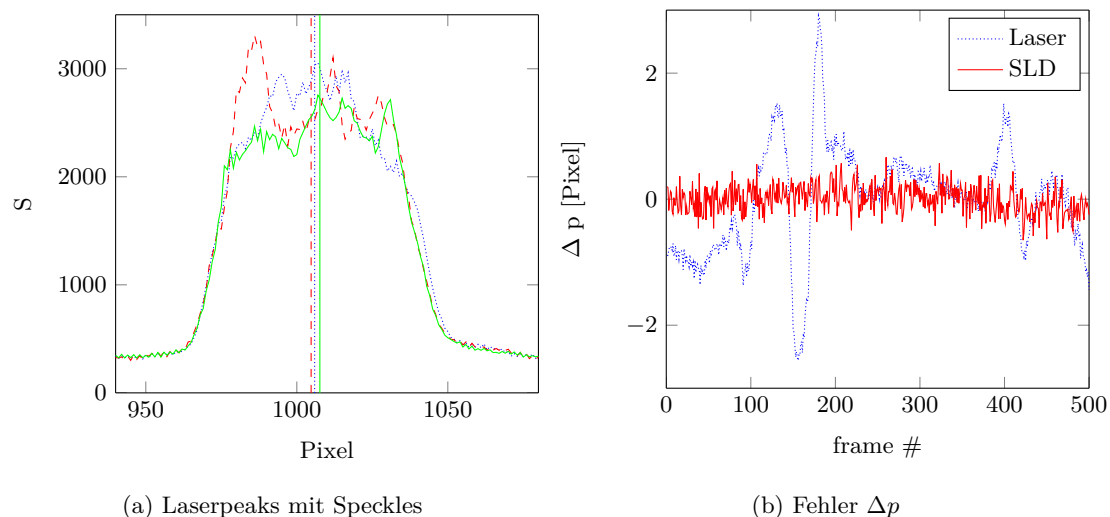 3000
2000
1000
0
S
950
1000
1050
Pixel
(a) Laserpeaks mit Speckles
Laser
SLD
2
0
−2
Δ p [Pixel]
0
100
200
300
400
500
frame #
(b) Fehler Δp